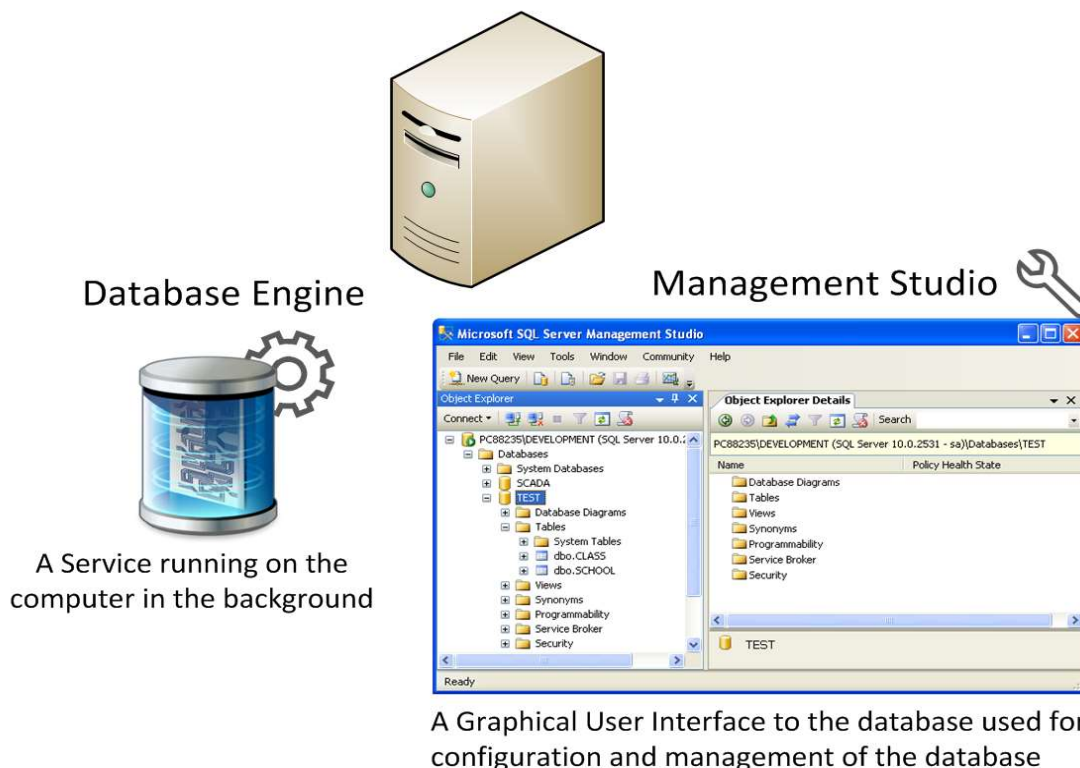 Database Engine
Management Studio
Microsoft SQL Server Management Studio
File Edit View Tools Window Community Help
New Query
Object Explorer
Connect
PC88235\DEVELOPMENT (SQL Server 10.0.2
Databases
System Databases
SCADA
TEST
Database Diagrams
Tables
System Tables
dbo.CLASS
dbo.SCHOOL
Views
Synonyms
Programmability
Service Broker
Security
Object Explorer Details
Search
PC88235\DEVELOPMENT (SQL Server 10.0.2531 - sa)\Databases\TEST
Name Policy Health State
Database Diagrams
Tables
Views
Synonyms
Programmability
Service Broker
Security
TEST
Ready
A Service running on the
computer in the background
A Graphical User Interface to the database used for
configuration and management of the database